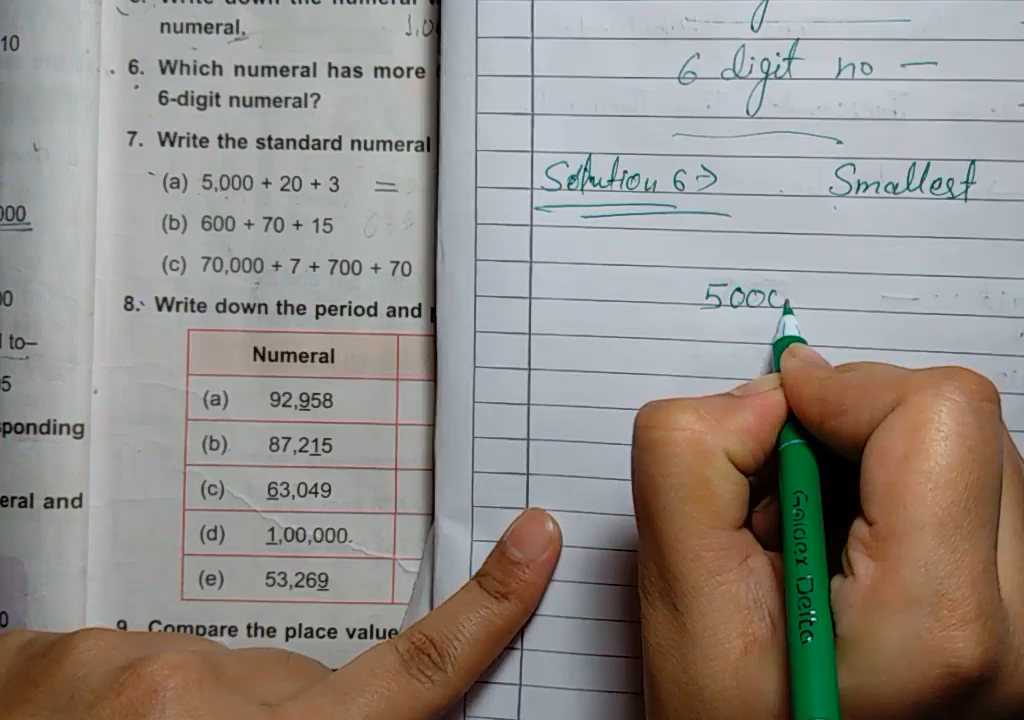 numeral.
10
6. Which numeral has more
6-digit numeral?
7. Write the standard numeral
(a) 5,000 + 20 + 3 =
000
(b) 600 + 70 + 15
(c) 70,000 + 7 + 700 + 70
8. Write down the period and
to–
Numeral
5
(a) 92,958
ponding
(b) 87,215
(c) 63,049
eral and
(d) 1,00,000.
(e) 53,269
9. Compare the place value
6 digit no —
Solution 6 ⇒ Smallest
5000
Goldex Delta